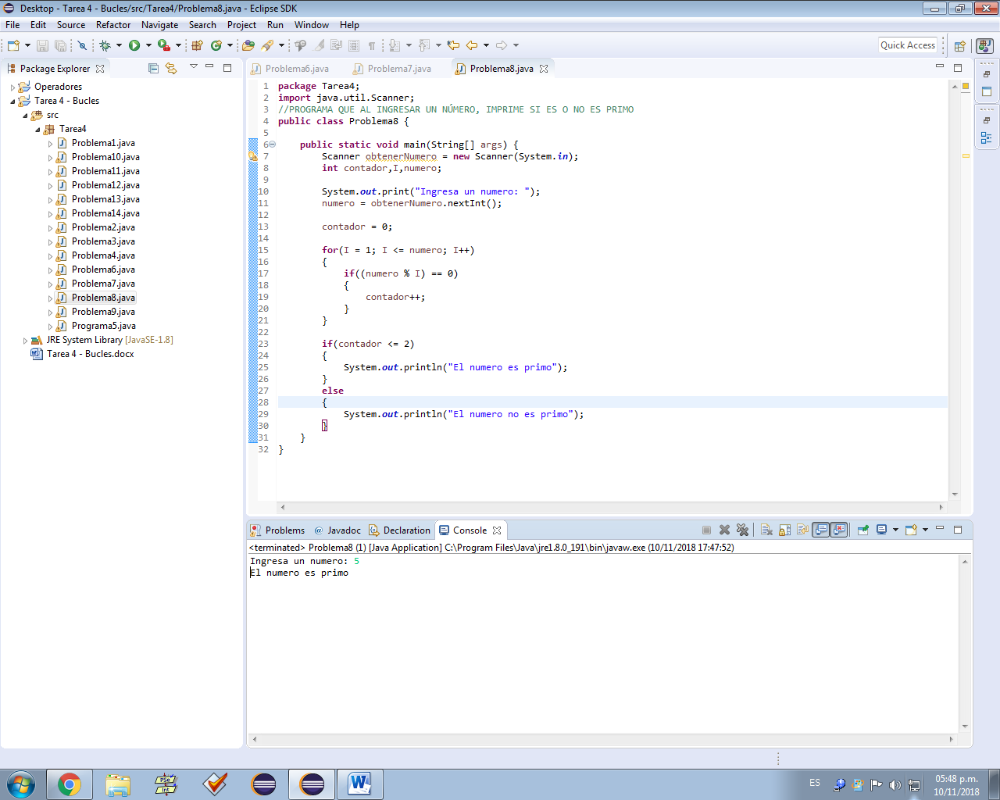 Desktop - Tarea 4 - Bucles/src/Tarea4/Problema8.java - Eclipse SDK
File Edit Source Refactor Navigate Search Project Run Window Help
Quick Access
Package Explorer
Operadores
Tarea 4 - Bucles
src
Tarea4
Problema1.java
Problema10.java
Problema11.java
Problema12.java
Problema13.java
Problema14.java
Problema2.java
Problema3.java
Problema4.java
Problema6.java
Problema7.java
Problema8.java
Problema9.java
Programa5.java
JRE System Library [JavaSE-1.8]
Tarea 4 - Bucles.docx
Problema6.java Problema7.java Problema8.java
1 package Tarea4;
2 import java.util.Scanner;
3 //PROGRAMA QUE AL INGRESAR UN NÚMERO, IMPRIME SI ES O NO ES PRIMO
4 public class Problema8 {
5
6 public static void main(String[] args) {
7 Scanner obtenerNumero = new Scanner(System.in);
8 int contador,I,numero;
9
10 System.out.print("Ingresa un numero: ");
11 numero = obtenerNumero.nextInt();
12
13 contador = 0;
14
15 for(I = 1; I <= numero; I++)
16 {
17 if((numero % I) == 0)
18 {
19 contador++;
20 }
21 }
22
23 if(contador <= 2)
24 {
25 System.out.println("El numero es primo");
26 }
27 else
28 {
29 System.out.println("El numero no es primo");
30 }
31 }
32 }
Problems Javadoc Declaration Console
<terminated> Problema8 (1) [Java Application] C:\Program Files\Java\jre1.8.0_191\bin\javaw.exe (10/11/2018 17:47:52)
Ingresa un numero: 5
El numero es primo
PSe
Int
ES
05:48 p.m.
10/11/2018